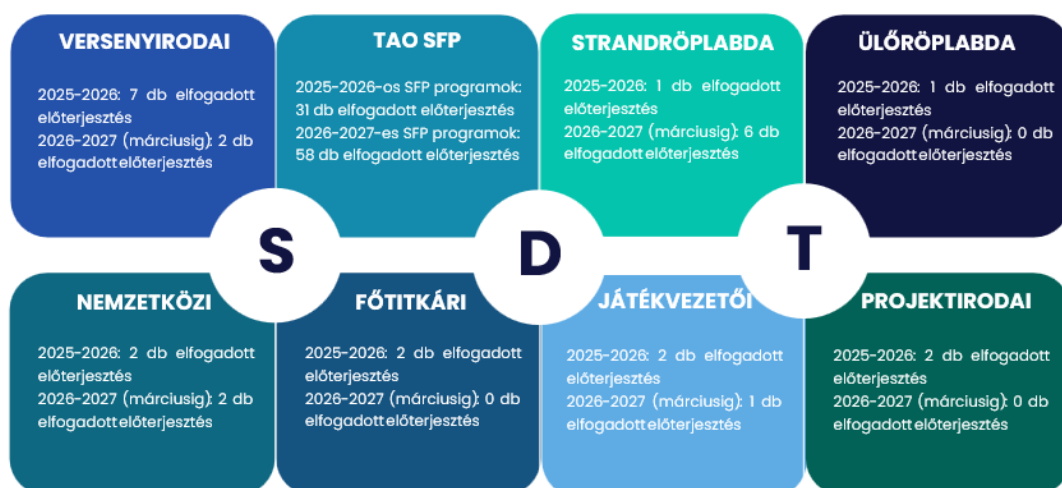 VERSENYIRODAI
2025-2026: 7 db elfogadott
előterjesztés
2026-2027 (márciusig): 2 db
elfogadott előterjesztés
TAO SFP
2025-2026-os SFP programok:
31 db elfogadott előterjesztés
2026-2027-es SFP programok:
58 db elfogadott előterjesztés
STRANDRÖPLABDA
2025-2026: 1 db elfogadott
előterjesztés
2026-2027 (márciusig): 6 db
elfogadott előterjesztés
ÜLŐRÖPLABDA
2025-2026: 1 db elfogadott
előterjesztés
2026-2027 (márciusig): 0 db
elfogadott előterjesztés
S
D
T
NEMZETKÖZI
2025-2026: 2 db elfogadott
előterjesztés
2026-2027 (márciusig): 2 db
elfogadott előterjesztés
FŐTITKÁRI
2025-2026: 2 db elfogadott
előterjesztés
2026-2027 (márciusig): 0 db
elfogadott előterjesztés
JÁTÉKVEZETŐI
2025-2026: 2 db elfogadott
előterjesztés
2026-2027 (márciusig): 1 db
elfogadott előterjesztés
PROJEKTIRODAI
2025-2026: 2 db elfogadott
előterjesztés
2026-2027 (márciusig): 0 db
elfogadott előterjesztés